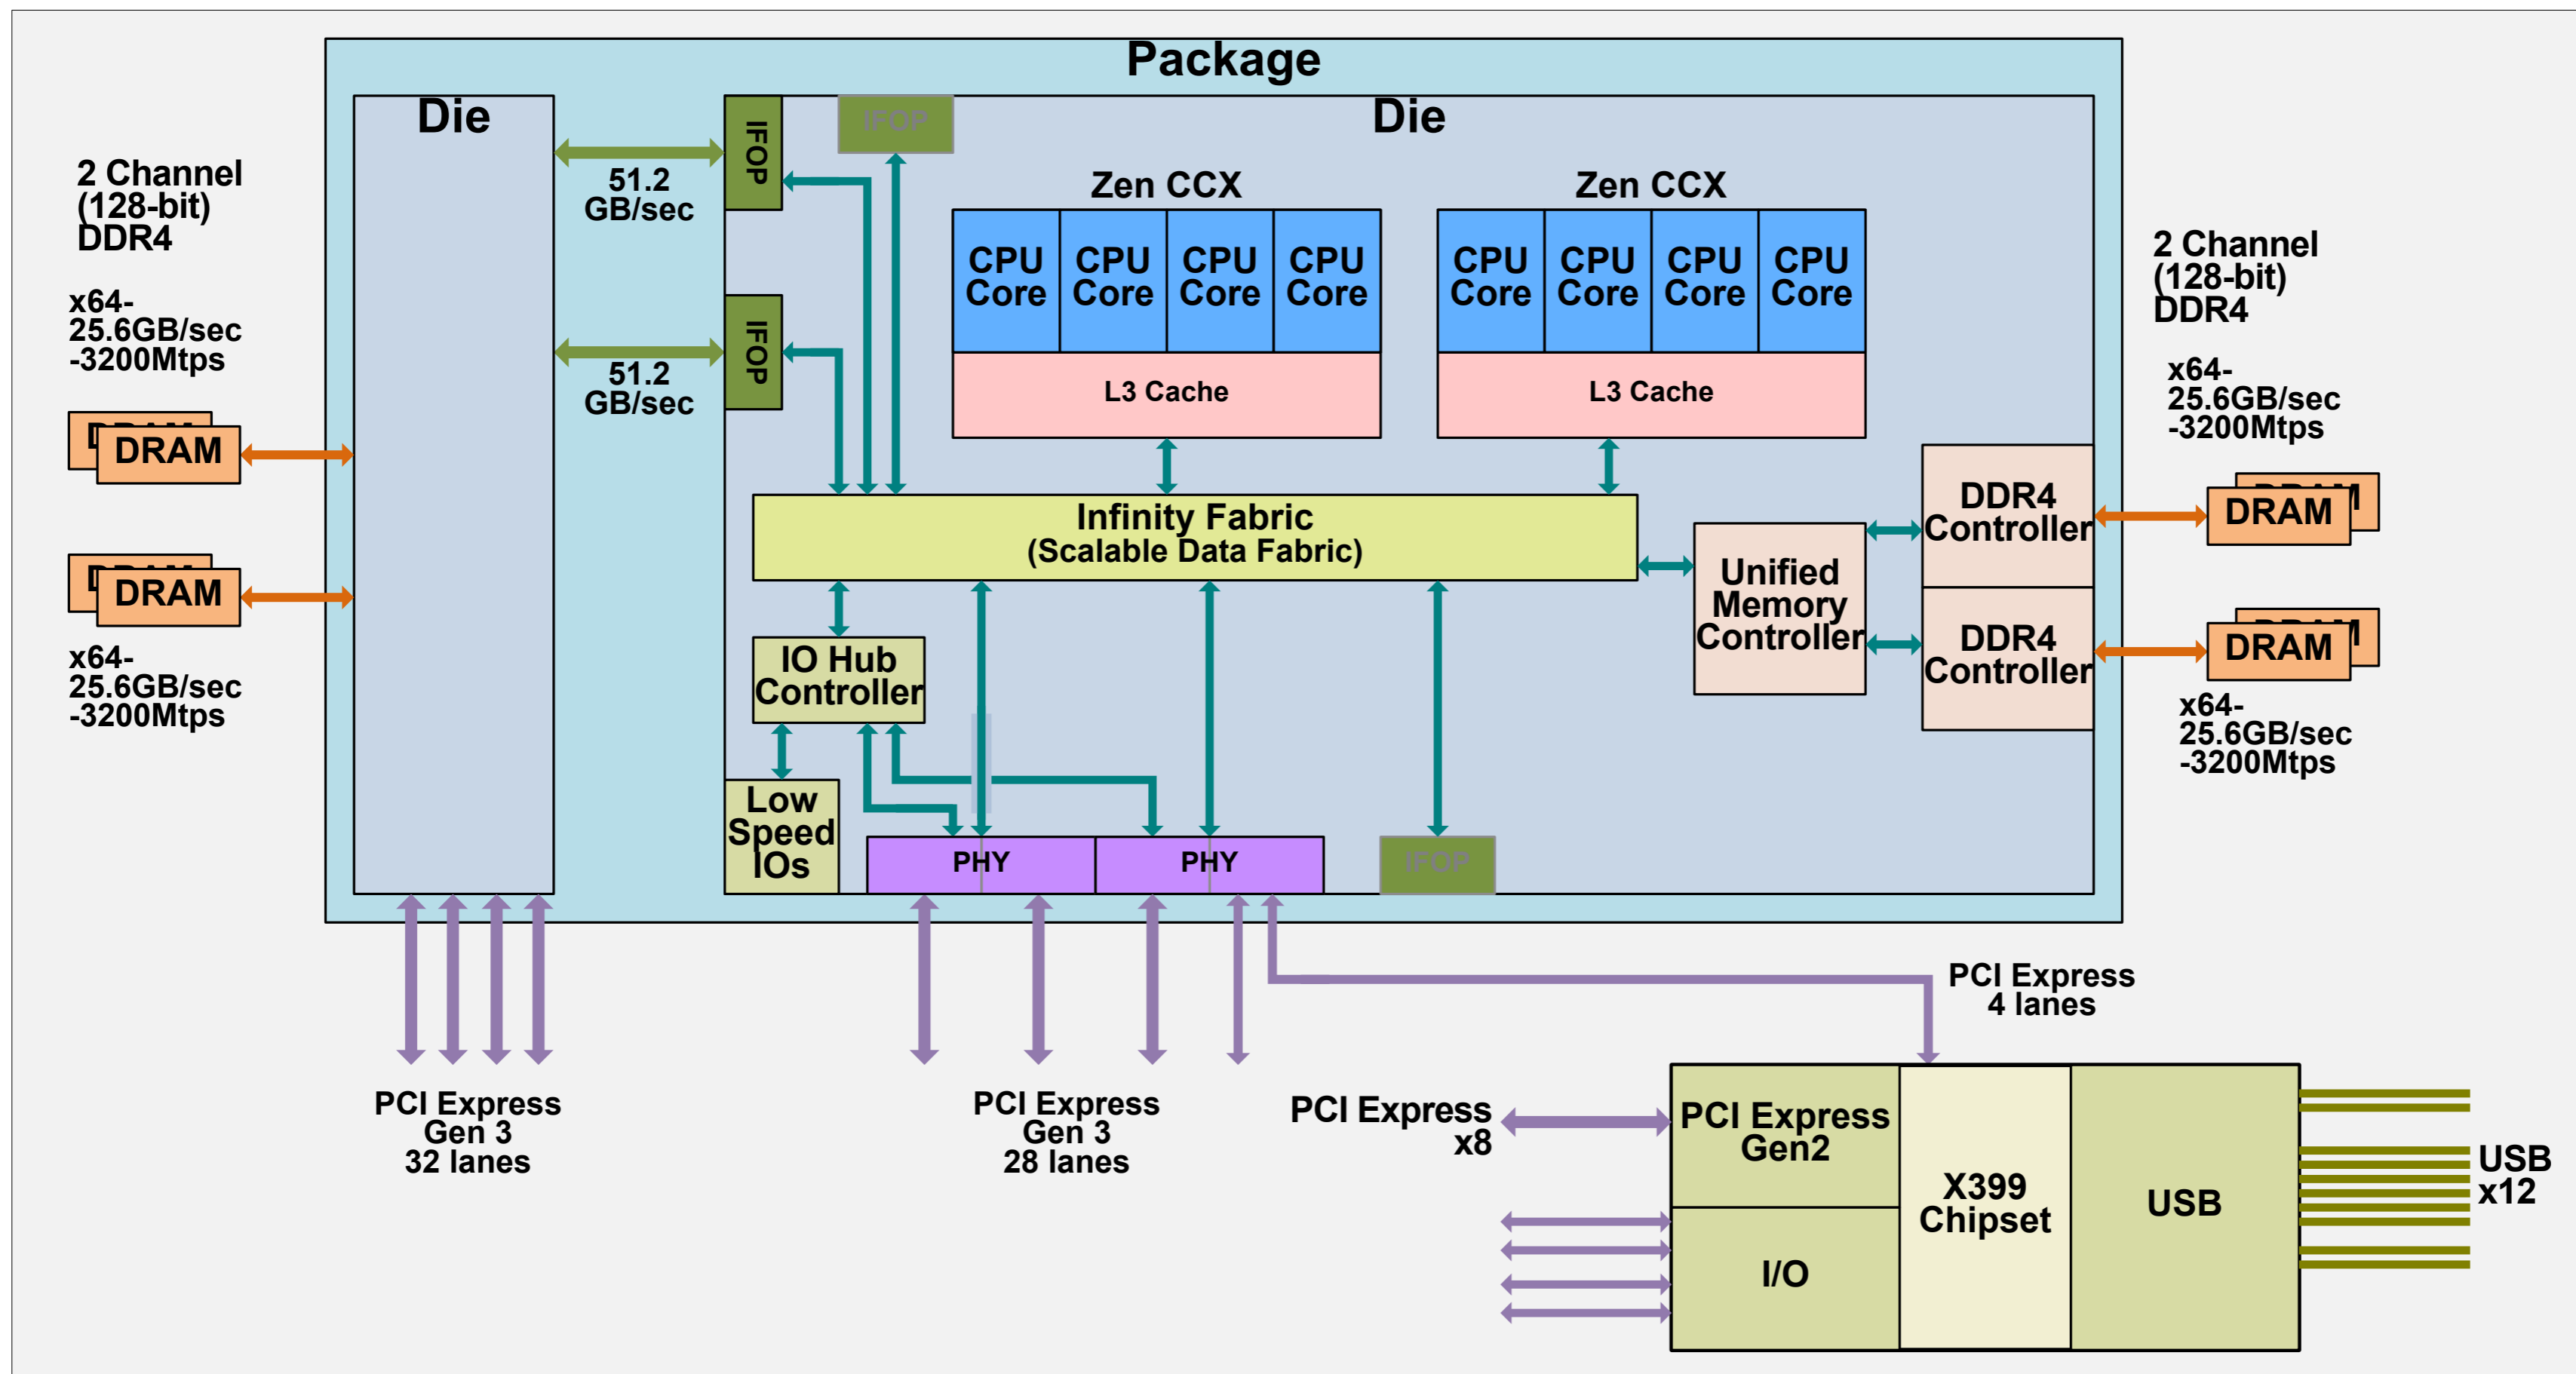 Package
Die
Die
2 Channel
(128-bit)
DDR4
x64-
25.6GB/sec
-3200Mtps
DRAM
DRAM
x64-
25.6GB/sec
-3200Mtps
51.2
GB/sec
51.2
GB/sec
IFOP
IFOP
IFOP
Zen CCX
CPU
Core
CPU
Core
CPU
Core
CPU
Core
L3 Cache
Zen CCX
CPU
Core
CPU
Core
CPU
Core
CPU
Core
L3 Cache
Infinity Fabric
(Scalable Data Fabric)
Unified
Memory
Controller
DDR4
Controller
DDR4
Controller
2 Channel
(128-bit)
DDR4
x64-
25.6GB/sec
-3200Mtps
DRAM
DRAM
x64-
25.6GB/sec
-3200Mtps
IO Hub
Controller
Low
Speed
IOs
PHY
PHY
IFOP
PCI Express
4 lanes
PCI Express
Gen 3
32 lanes
PCI Express
Gen 3
28 lanes
PCI Express
x8
PCI Express
Gen2
I/O
X399
Chipset
USB
USB
x12